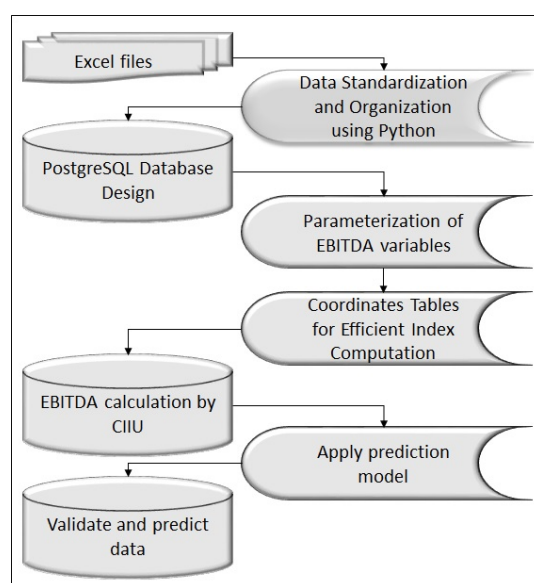 Excel files
Data Standardization
and Organization
using Python
PostgreSQL Database
Design
Parameterization of
EBITDA variables
Coordinates Tables
for Efficient Index
Computation
EBITDA calculation by
CIIU
Apply prediction
model
Validate and predict
data